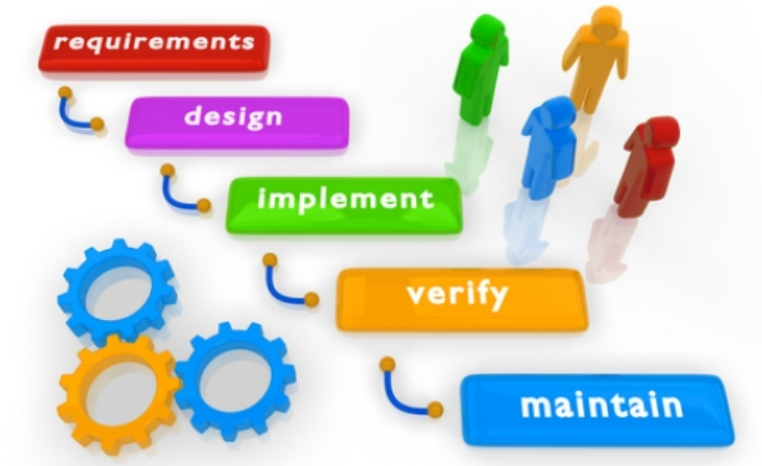 requirements
design
implement
verify
maintain